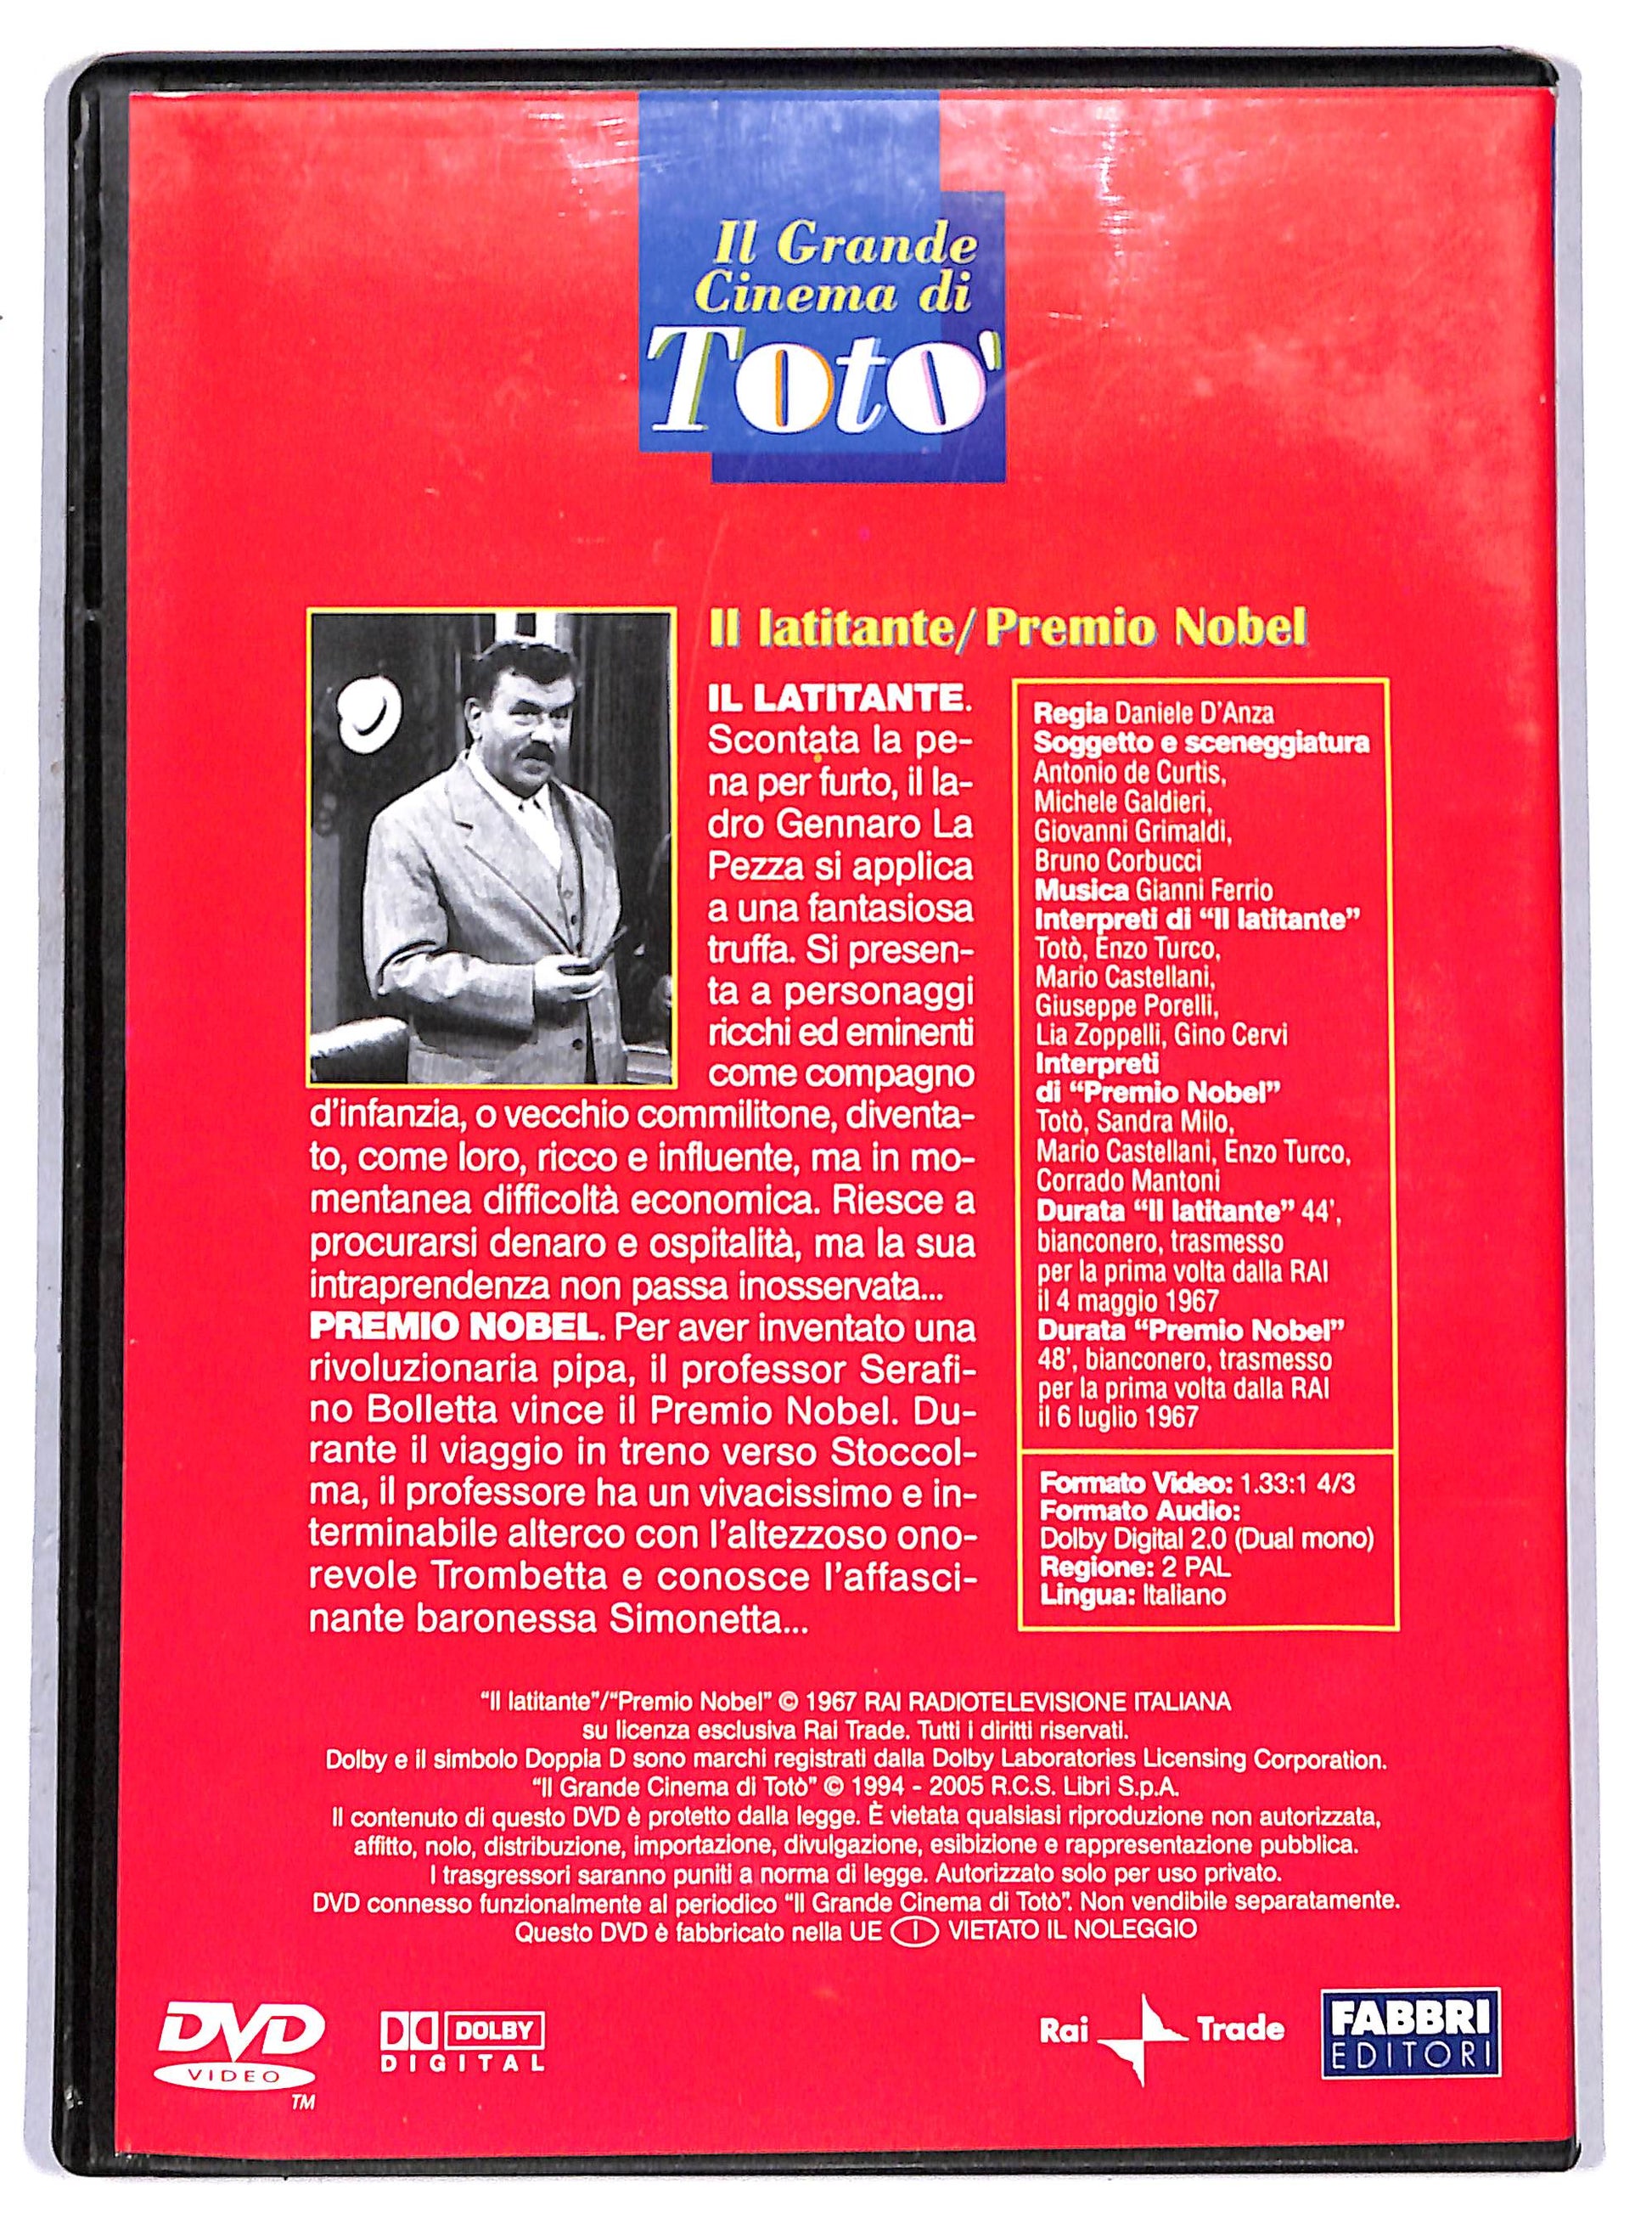 Il Grande
Cinema di
Toto'
Il latitante/Premio Nobel
IL LATITANTE.
Scontata la pe-
na per furto, il la-
dro Gennaro La
Pezza si applica
a una fantasiosa
truffa. Si presen-
ta a personaggi
ricchi ed eminenti
come compagno
d'infanzia, o vecchio commilitone, diventa-
to, come loro, ricco e influente, ma in mo-
mentanea difficoltà economica. Riesce a
procurarsi denaro e ospitalità, ma la sua
intraprendenza non passa inosservata...
PREMIO NOBEL. Per aver inventato una
rivoluzionaria pipa, il professor Serafi-
no Bolletta vince il Premio Nobel. Du-
rante il viaggio in treno verso Stoccol-
ma, il professore ha un vivacissimo e in-
terminabile alterco con l'altezzoso ono-
revole Trombetta e conosce l'affasci-
nante baronessa Simonetta...
Regia Daniele D'Anza
Soggetto e sceneggiatura
Antonio de Curtis,
Michele Galdieri,
Giovanni Grimaldi,
Bruno Corbucci
Musica Gianni Ferrio
Interpreti di "Il latitante"
Totò, Enzo Turco,
Mario Castellani,
Giuseppe Porelli,
Lia Zoppelli, Gino Cervi
Interpreti
di "Premio Nobel"
Totò, Sandra Milo,
Mario Castellani, Enzo Turco,
Corrado Mantoni
Durata "Il latitante" 44',
bianconero, trasmesso
per la prima volta dalla RAI
il 4 maggio 1967
Durata "Premio Nobel"
48', bianconero, trasmesso
per la prima volta dalla RAI
il 6 luglio 1967
Formato Video: 1.33:1 4/3
Formato Audio:
Dolby Digital 2.0 (Dual mono)
Regione: 2 PAL
Lingua: Italiano
"Il latitante"/"Premio Nobel" © 1967 RAI RADIOTELEVISIONE ITALIANA
su licenza esclusiva Rai Trade. Tutti i diritti riservati.
Dolby e il simbolo Doppia D sono marchi registrati dalla Dolby Laboratories Licensing Corporation.
"Il Grande Cinema di Totò" © 1994 - 2005 R.C.S. Libri S.p.A.
Il contenuto di questo DVD è protetto dalla legge. È vietata qualsiasi riproduzione non autorizzata,
affitto, nolo, distribuzione, importazione, divulgazione, esibizione e rappresentazione pubblica.
I trasgressori saranno puniti a norma di legge. Autorizzato solo per uso privato.
DVD connesso funzionalmente al periodico "Il Grande Cinema di Totò". Non vendibile separatamente.
Questo DVD è fabbricato nella UE I VIETATO IL NOLEGGIO
DVD
VIDEO
TM
DOLBY
DIGITAL
Rai Trade
FABBRI
EDITORI